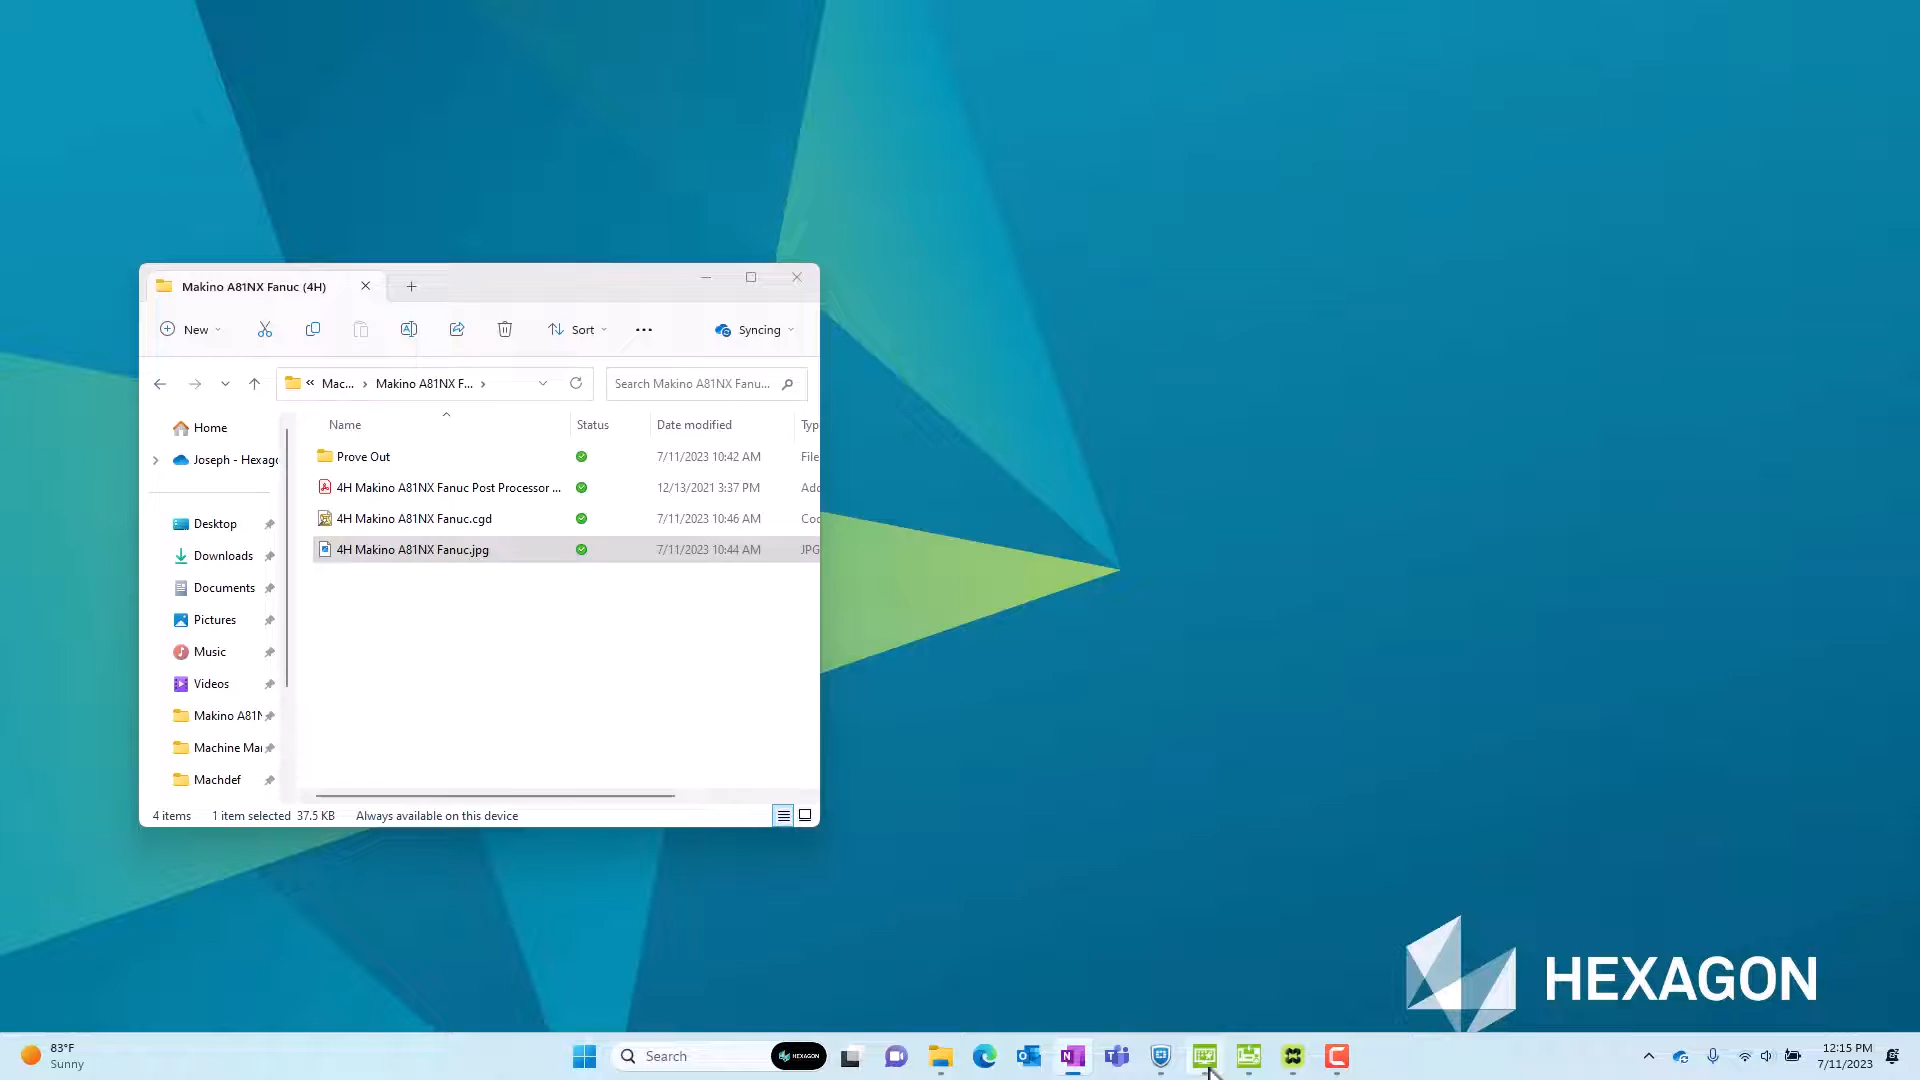 Makino A81NX Fanuc (4H)
New
Sort
Syncing
« Mac... › Makino A81NX F... ›
Search Makino A81NX Fanu...
Name
Status
Date modified
Typ
Home
Joseph - Hexago
Desktop
Downloads
Documents
Pictures
Music
Videos
Makino A81N
Machine Ma
Machdef
Prove Out
7/11/2023 10:42 AM
File
4H Makino A81NX Fanuc Post Processor ...
12/13/2021 3:37 PM
Ado
4H Makino A81NX Fanuc.cgd
7/11/2023 10:46 AM
Coo
4H Makino A81NX Fanuc.jpg
7/11/2023 10:44 AM
JPG
4 items
1 item selected 37.5 KB
Always available on this device
HEXAGON
83°F
Sunny
Search
HEXAGON
12:15 PM
7/11/2023